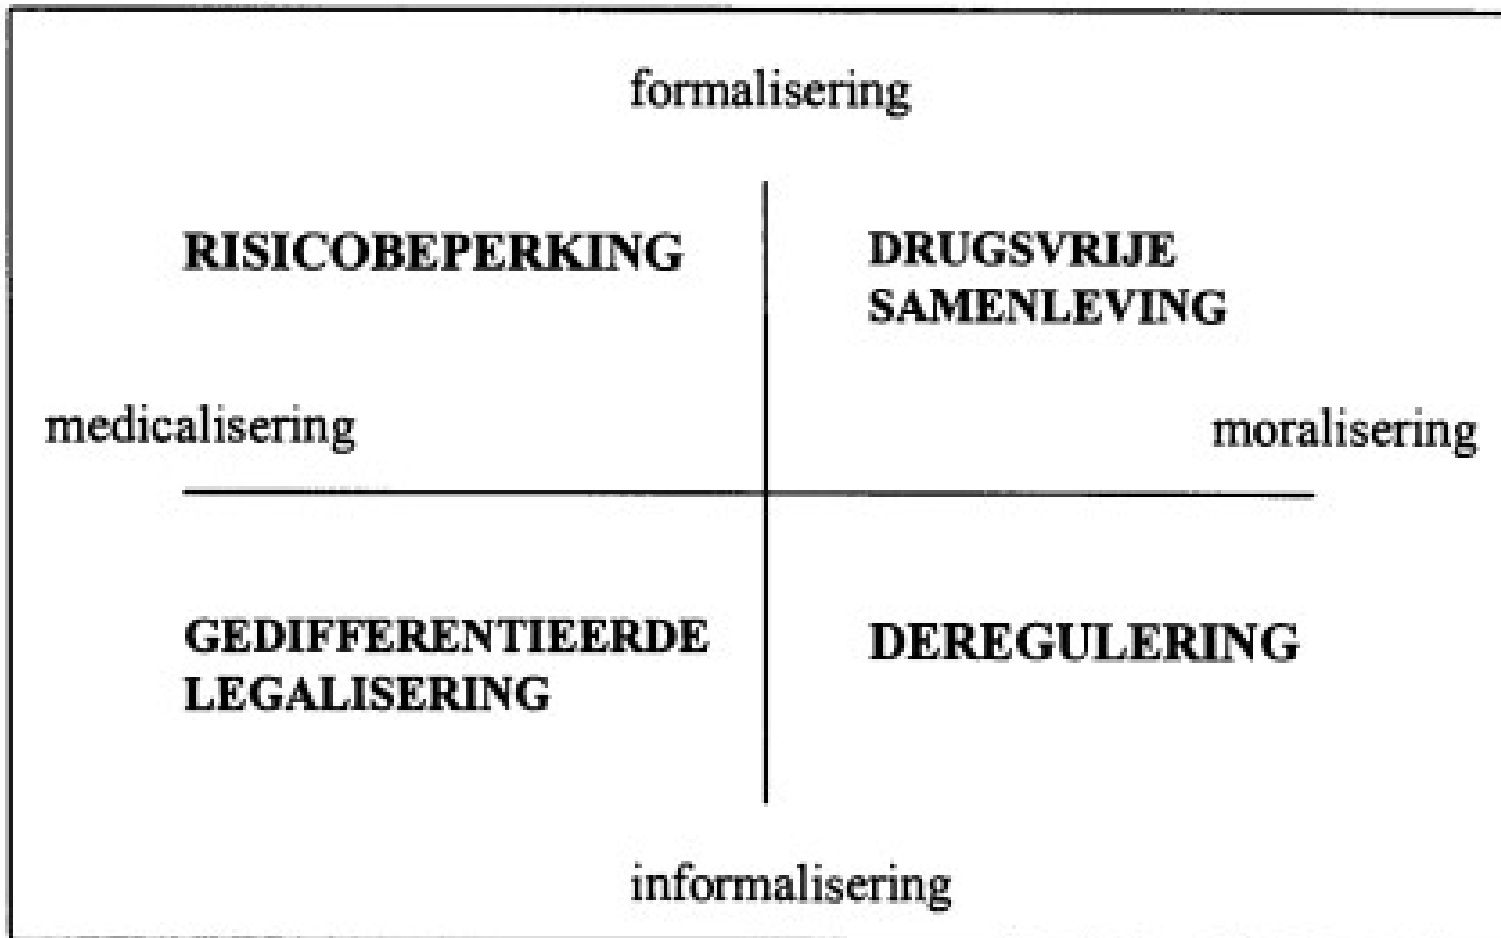 formalisering
RISICOBEPERKING
DRUGSVRIJE
SAMENLEVING
medicalisering
moralisering
GEDIFFERENTIEERDE
LEGALISERING
DEREGULERING
informalisering